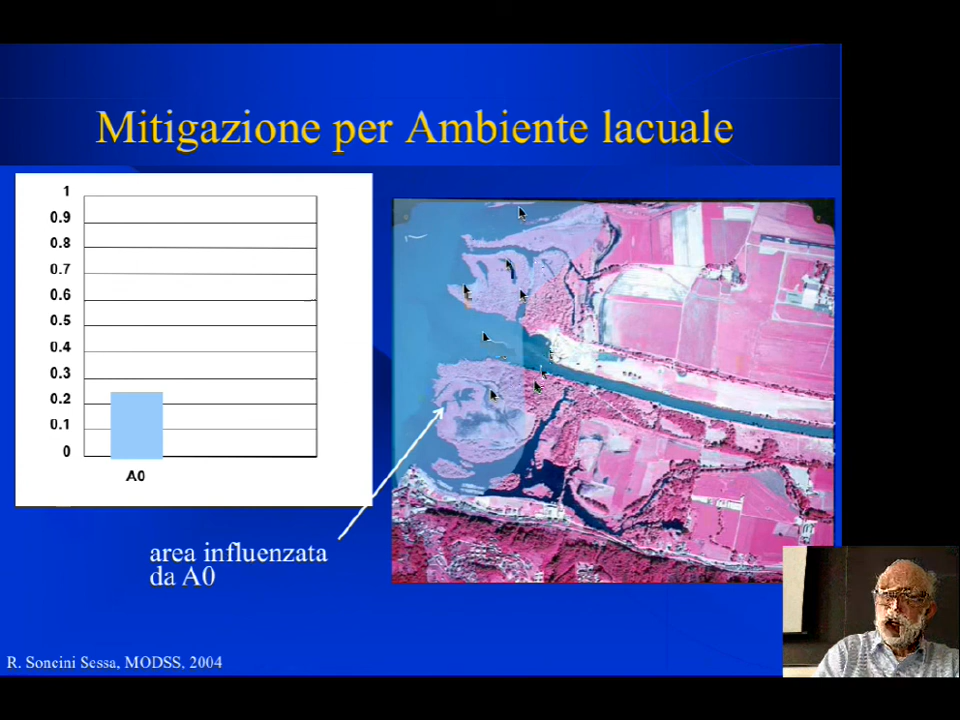 Mitigazione per Ambiente lacuale
1
0.9
0.8
0.7
0.6
0.5
0.4
0.3
0.2
0.1
0
A0
area influenzata
da A0
R. Soncini Sessa, MODSS, 2004